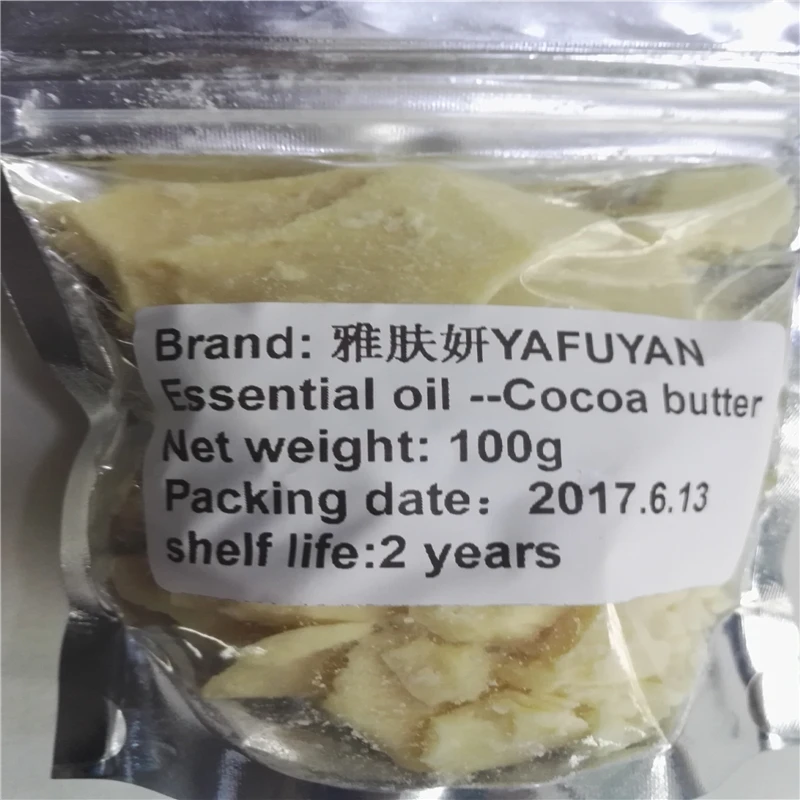 Brand: 雅肤妍YAFUYAN
Essential oil --Cocoa butter
Net weight: 100g
Packing date：2017.6.13
shelf life:2 years